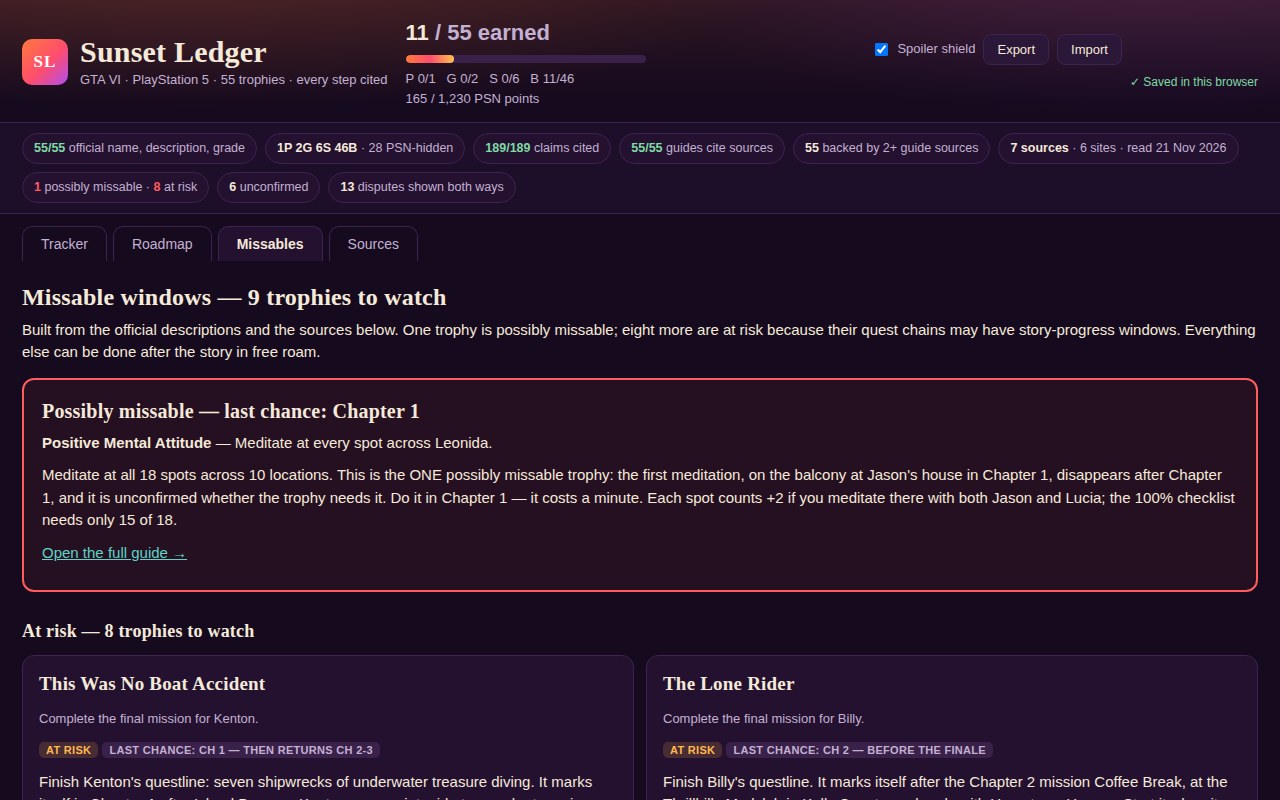 SL
Sunset Ledger
GTA VI · PlayStation 5 · 55 trophies · every step cited
11 / 55 earned
P 0/1 G 0/2 S 0/6 B 11/46
165 / 1,230 PSN points
Spoiler shield
Export
Import
✓ Saved in this browser
55/55 official name, description, grade
1P 2G 6S 46B · 28 PSN-hidden
189/189 claims cited
55/55 guides cite sources
55 backed by 2+ guide sources
7 sources · 6 sites · read 21 Nov 2026
1 possibly missable · 8 at risk
6 unconfirmed
13 disputes shown both ways
Tracker
Roadmap
Missables
Sources
Missable windows — 9 trophies to watch
Built from the official descriptions and the sources below. One trophy is possibly missable; eight more are at risk because their quest chains may have story-progress windows. Everything
else can be done after the story in free roam.
Possibly missable — last chance: Chapter 1
Positive Mental Attitude — Meditate at every spot across Leonida.
Meditate at all 18 spots across 10 locations. This is the ONE possibly missable trophy: the first meditation, on the balcony at Jason's house in Chapter 1, disappears after Chapter
1, and it is unconfirmed whether the trophy needs it. Do it in Chapter 1 — it costs a minute. Each spot counts +2 if you meditate there with both Jason and Lucia; the 100% checklist
needs only 15 of 18.
Open the full guide →
At risk — 8 trophies to watch
This Was No Boat Accident
Complete the final mission for Kenton.
AT RISK
LAST CHANCE: CH 1 — THEN RETURNS CH 2-3
Finish Kenton's questline: seven shipwrecks of underwater treasure diving. It marks
The Lone Rider
Complete the final mission for Billy.
AT RISK
LAST CHANCE: CH 2 — BEFORE THE FINALE
Finish Billy's questline. It marks itself after the Chapter 2 mission Coffee Break, at the